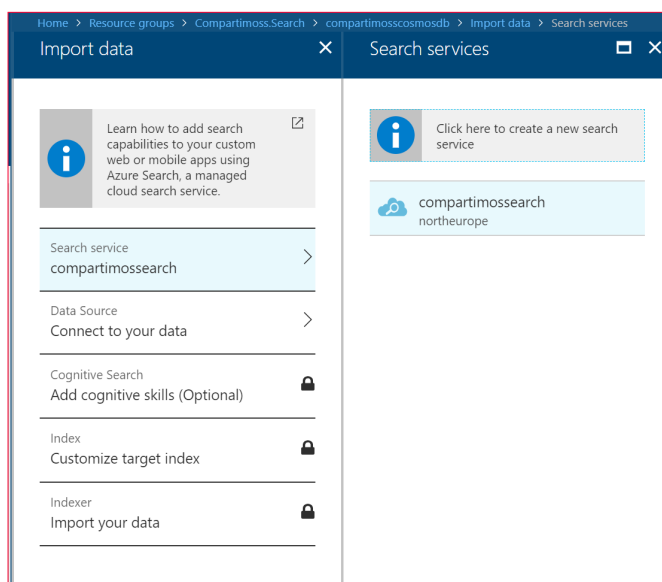 Home > Resource groups > Compartimoss.Search > compartimosscosmosdb > Import data > Search services
Import data
Learn how to add search
capabilities to your custom
web or mobile apps using
Azure Search, a managed
cloud search service.
Search service
compartimossearch
Data Source
Connect to your data
Cognitive Search
Add cognitive skills (Optional)
Index
Customize target index
Indexer
Import your data
Search services
Click here to create a new search
service
compartimossearch
northeurope